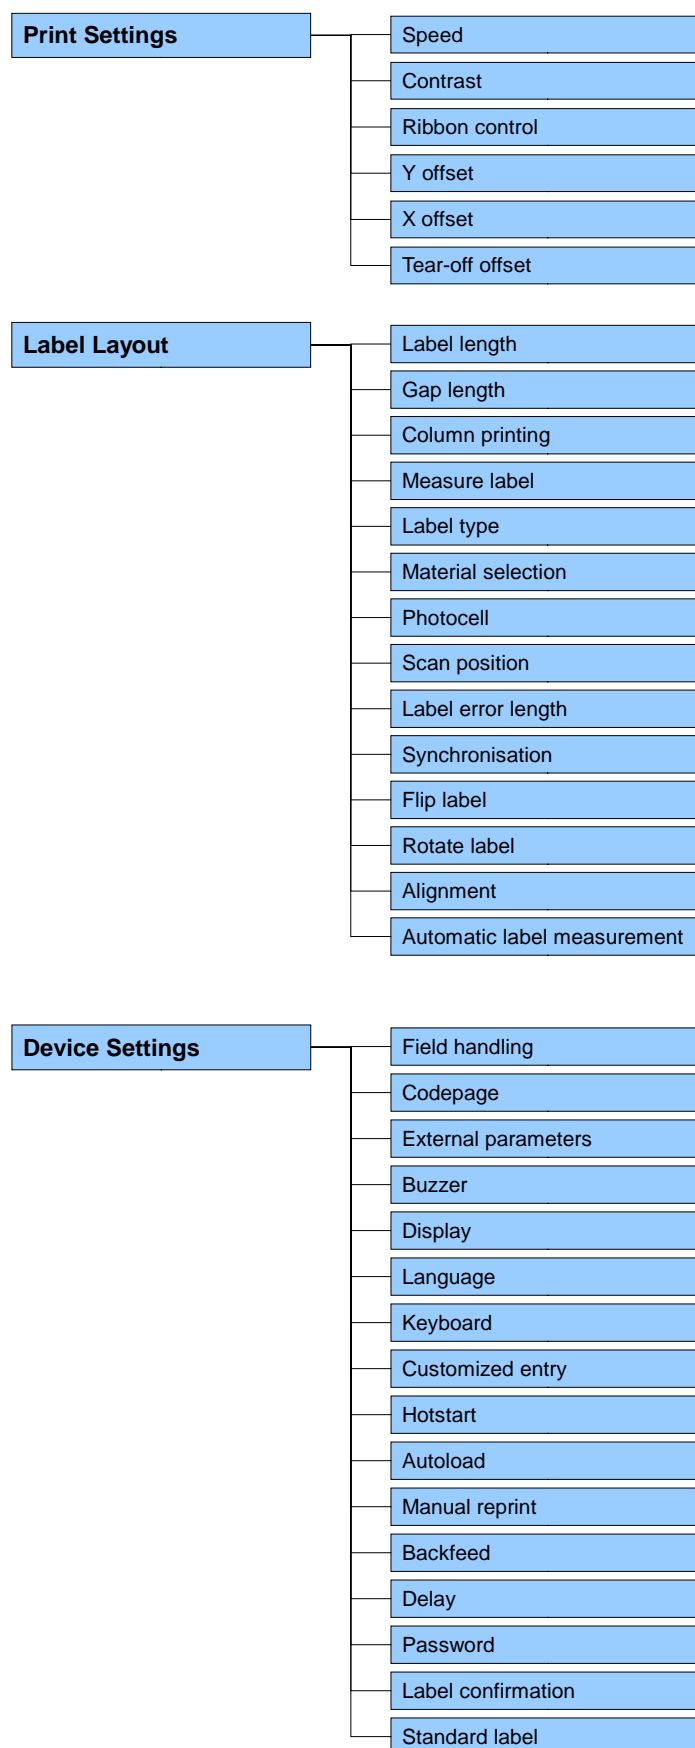 Print Settings
Speed
Contrast
Ribbon control
Y offset
X offset
Tear-off offset
Label Layout
Label length
Gap length
Column printing
Measure label
Label type
Material selection
Photocell
Scan position
Label error length
Synchronisation
Flip label
Rotate label
Alignment
Automatic label measurement
Device Settings
Field handling
Codepage
External parameters
Buzzer
Display
Language
Keyboard
Customized entry
Hotstart
Autoload
Manual reprint
Backfeed
Delay
Password
Label confirmation
Standard label